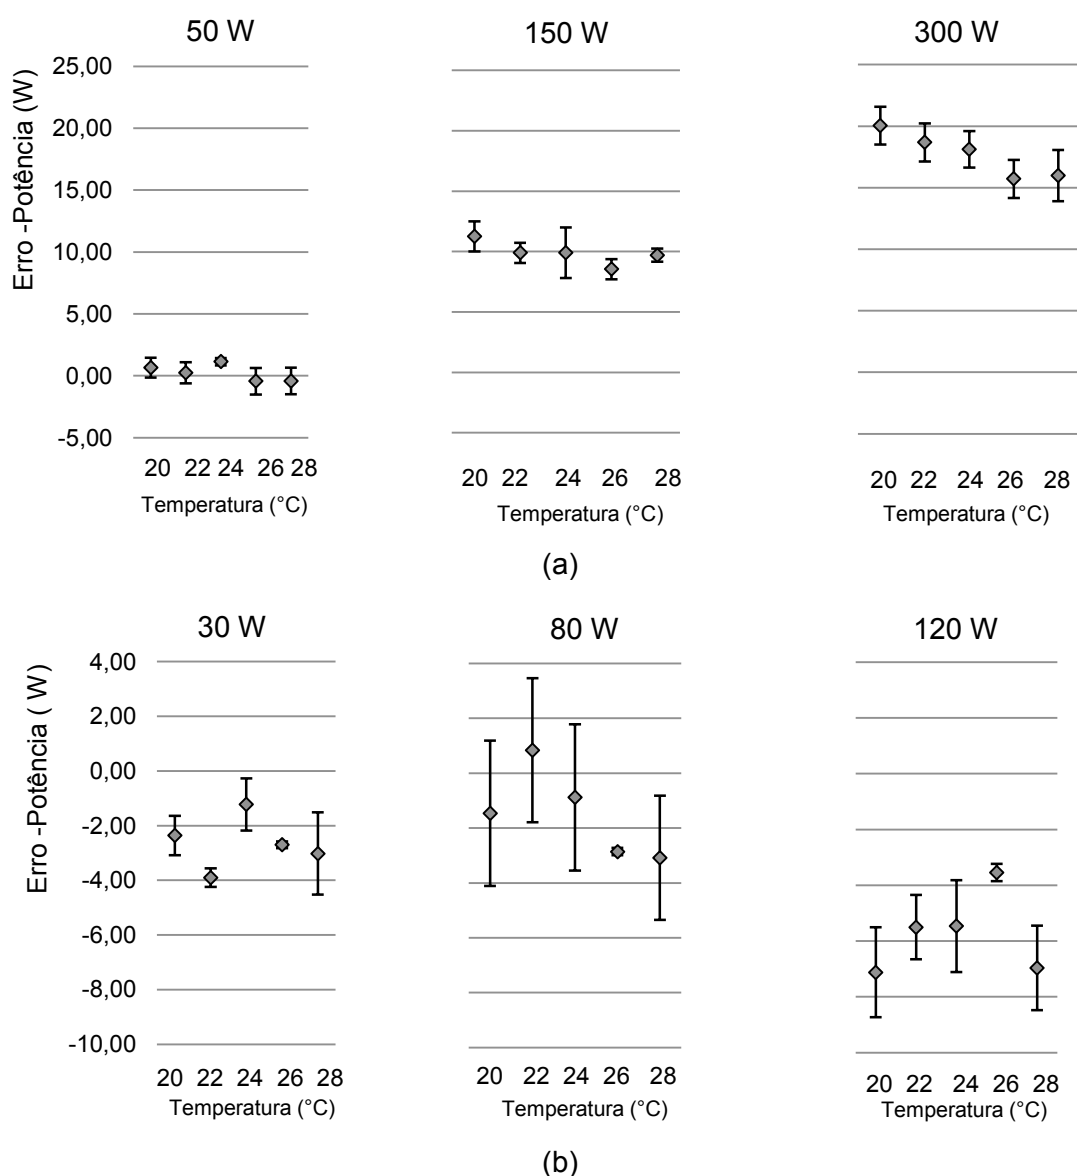 50 W
150 W
300 W
Erro -Potência (W)
25,00
20,00
15,00
10,00
5,00
0,00
-5,00
20 22 24 26 28
20 22 24 26 28
20 22 24 26 28
Temperatura (°C)
Temperatura (°C)
Temperatura (°C)
(a)
30 W
80 W
120 W
Erro -Potência ( W)
4,00
2,00
0,00
-2,00
-4,00
-6,00
-8,00
-10,00
20 22 24 26 28
20 22 24 26 28
20 22 24 26 28
Temperatura (°C)
Temperatura (°C)
Temperatura (°C)
(b)